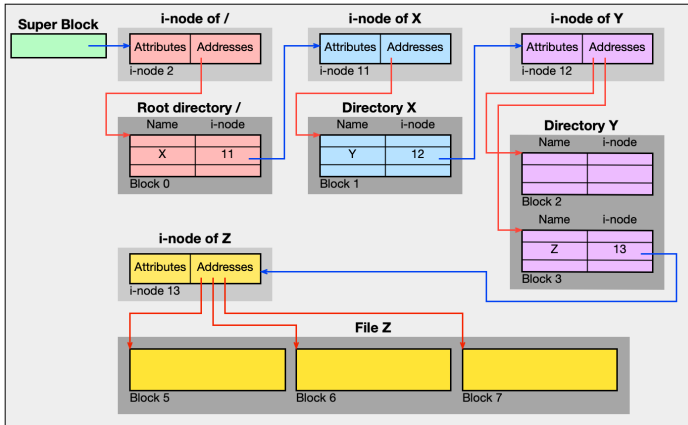 Super Block
i-node of /
Attributes Addresses
i-node 2
i-node of X
Attributes Addresses
i-node 11
i-node of Y
Attributes Addresses
i-node 12
Root directory /
Name i-node
X 11
Block 0
Directory X
Name i-node
Y 12
Block 1
Directory Y
Name i-node
Block 2
Name i-node
Z 13
Block 3
i-node of Z
Attributes Addresses
i-node 13
File Z
Block 5
Block 6
Block 7